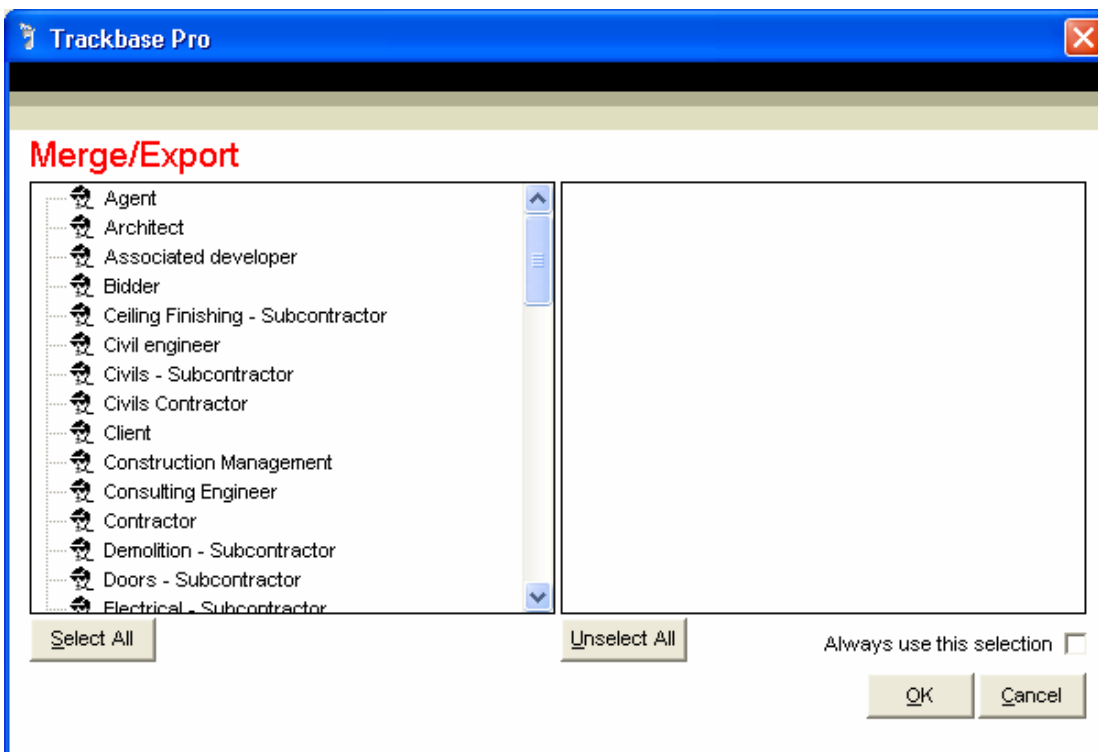 Trackbase Pro
Merge/Export
Agent
Architect
Associated developer
Bidder
Ceiling Finishing - Subcontractor
Civil engineer
Civils - Subcontractor
Civils Contractor
Client
Construction Management
Consulting Engineer
Contractor
Demolition - Subcontractor
Doors - Subcontractor
Electrical - Subcontractor
Select All
Unselect All
Always use this selection
OK
Cancel